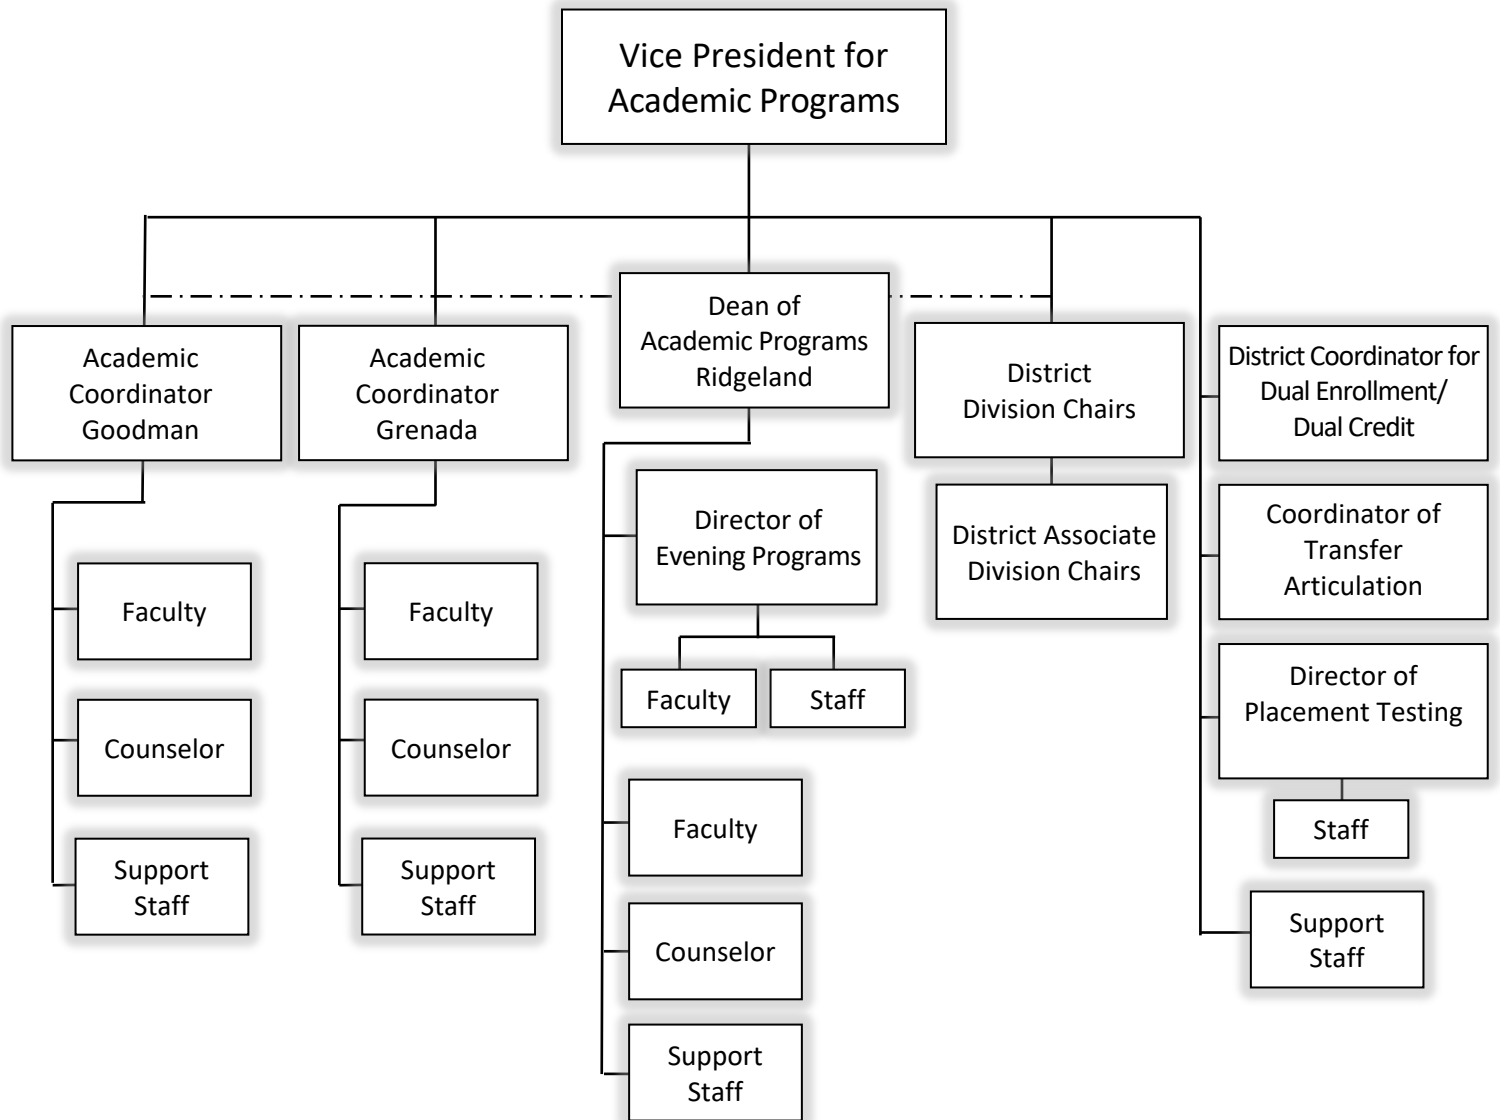 Vice President for
Academic Programs
Academic
Coordinator
Goodman
Academic
Coordinator
Grenada
Dean of
Academic Programs
Ridgeland
District
Division Chairs
District Coordinator for
Dual Enrollment/
Dual Credit
Faculty
Counselor
Support
Staff
Faculty
Counselor
Support
Staff
Director of
Evening Programs
Faculty
Staff
Faculty
Counselor
Support
Staff
District Associate
Division Chairs
Coordinator of
Transfer
Articulation
Director of
Placement Testing
Staff
Support
Staff